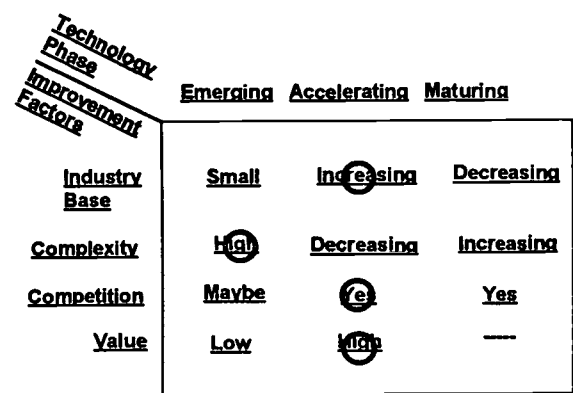 Technology
Phase
Improvement
Factors
Emerging Accelerating Maturing
Industry Base Small Increasing Decreasing
Complexity High Decreasing Increasing
Competition Maybe Yes Yes
Value Low High ----